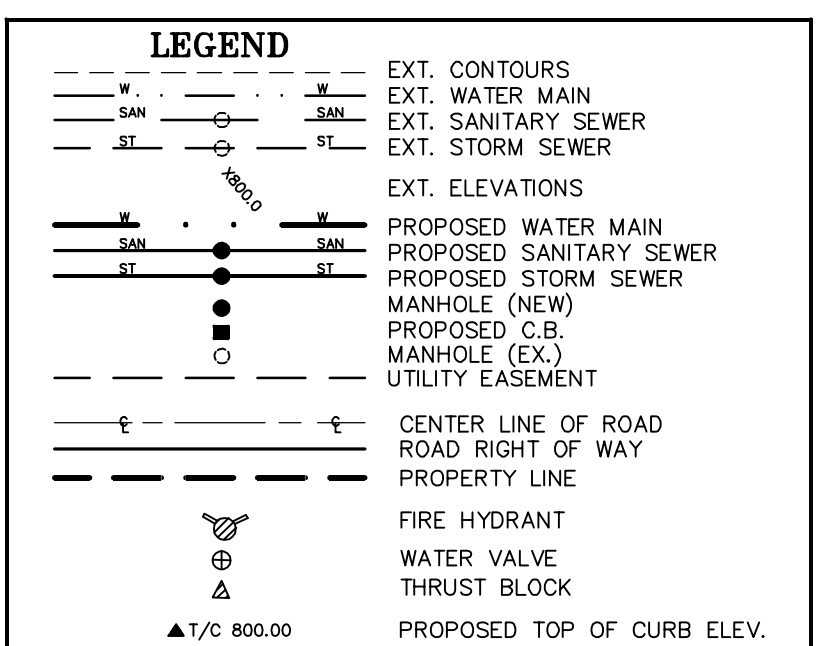 LEGEND
EXT. CONTOURS
W W EXT. WATER MAIN
SAN SAN EXT. SANITARY SEWER
ST ST EXT. STORM SEWER
X800.0 EXT. ELEVATIONS
W W PROPOSED WATER MAIN
SAN SAN PROPOSED SANITARY SEWER
ST ST PROPOSED STORM SEWER
MANHOLE (NEW)
PROPOSED C.B.
MANHOLE (EX.)
UTILITY EASEMENT
℄ ℄ CENTER LINE OF ROAD
ROAD RIGHT OF WAY
PROPERTY LINE
FIRE HYDRANT
WATER VALVE
THRUST BLOCK
T/C 800.00 PROPOSED TOP OF CURB ELEV.